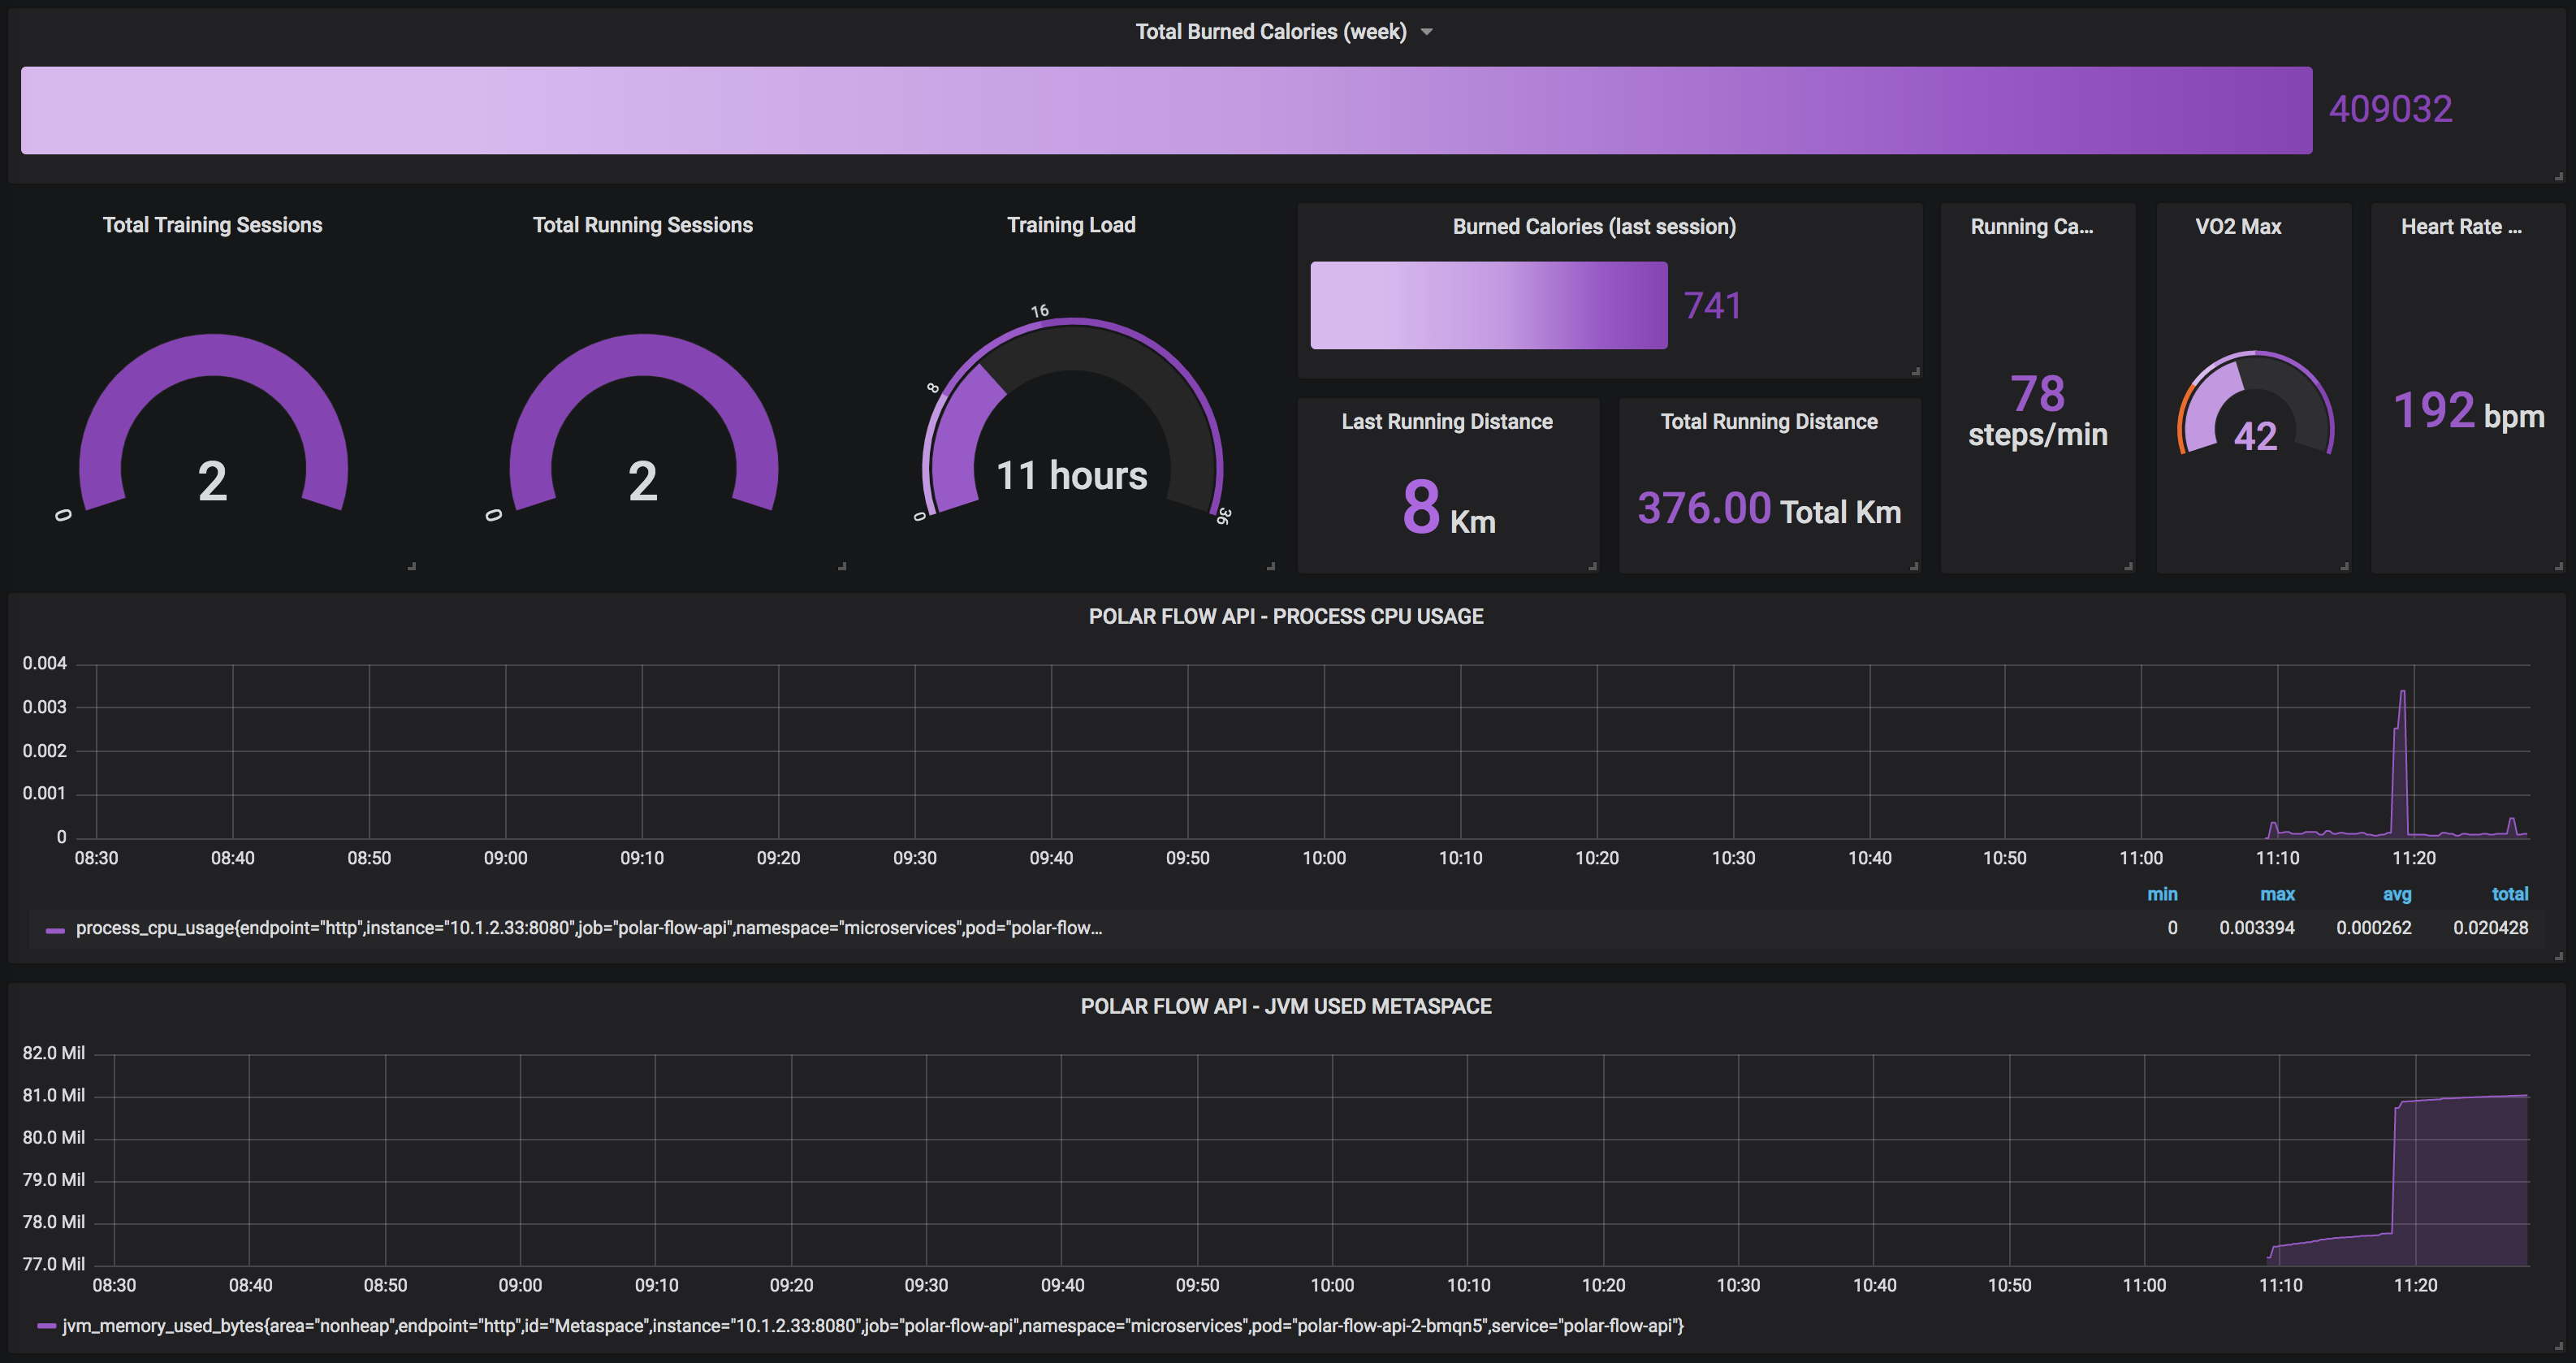 Total Burned Calories (week)
409032
Total Training Sessions
0
2
Total Running Sessions
0
2
Training Load
0
8
16
36
11 hours
Burned Calories (last session)
741
Last Running Distance
8 Km
Total Running Distance
376.00 Total Km
Running Ca...
78
steps/min
VO2 Max
42
Heart Rate ...
192 bpm
POLAR FLOW API - PROCESS CPU USAGE
0.004
0.003
0.002
0.001
0
08:30 08:40 08:50 09:00 09:10 09:20 09:30 09:40 09:50 10:00 10:10 10:20 10:30 10:40 10:50 11:00 11:10 11:20
min max avg total
process_cpu_usage{endpoint="http",instance="10.1.2.33:8080",job="polar-flow-api",namespace="microservices",pod="polar-flow... 0 0.003394 0.000262 0.020428
POLAR FLOW API - JVM USED METASPACE
82.0 Mil
81.0 Mil
80.0 Mil
79.0 Mil
78.0 Mil
77.0 Mil
08:30 08:40 08:50 09:00 09:10 09:20 09:30 09:40 09:50 10:00 10:10 10:20 10:30 10:40 10:50 11:00 11:10 11:20
jvm_memory_used_bytes{area="nonheap",endpoint="http",id="Metaspace",instance="10.1.2.33:8080",job="polar-flow-api",namespace="microservices",pod="polar-flow-api-2-bmqn5",service="polar-flow-api"}